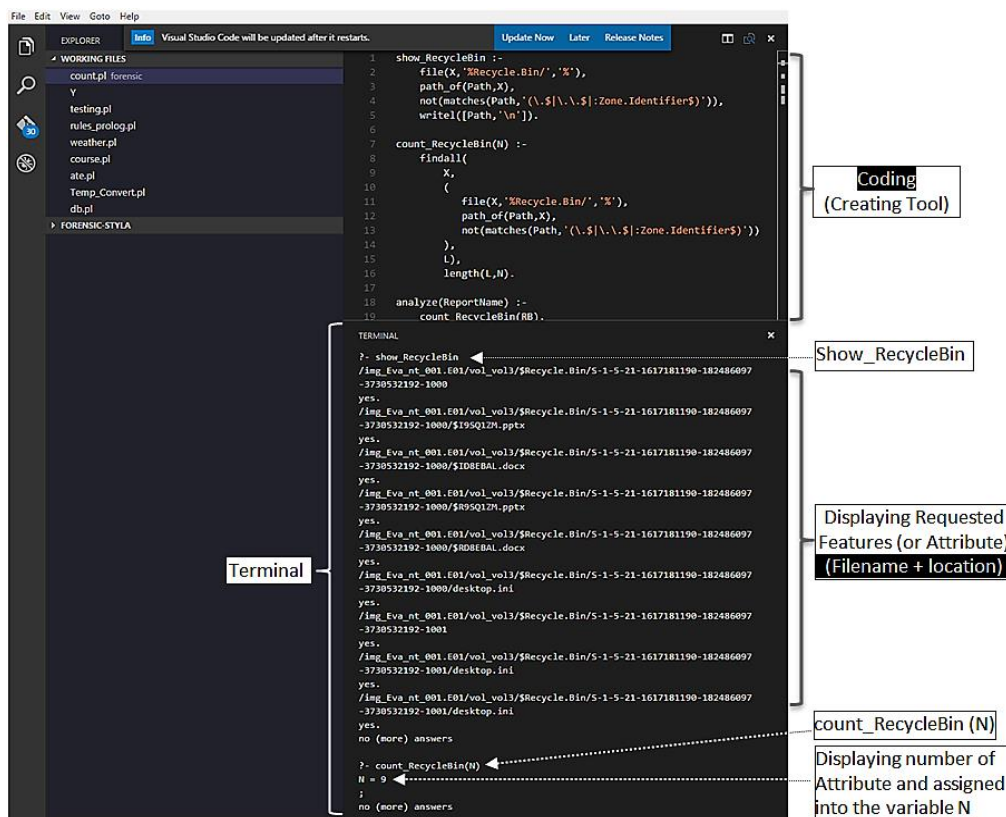 File Edit View Goto Help
EXPLORER
Info Visual Studio Code will be updated after it restarts. Update Now Later Release Notes
WORKING FILES
count.pl forensic
Y
testing.pl
rules_prolog.pl
weather.pl
course.pl
ate.pl
Temp_Convert.pl
db.pl
FORENSIC-STYLA
30
1 show_RecycleBin :-
2 file(X,'%Recycle.Bin/','%'),
3 path_of(Path,X),
4 not(matches(Path,'(\.$|\.\.$|:Zone.Identifier$)')),
5 writel([Path,'\n']).
6
7 count_RecycleBin(N) :-
8 findall(
9 X,
10 (
11 file(X,'%Recycle.Bin/','%'),
12 path_of(Path,X),
13 not(matches(Path,'(\.$|\.\.$|:Zone.Identifier$)'))
14 ),
15 L),
16 length(L,N).
17
18 analyze(ReportName) :-
19 count_RecycleBin(RB).
Coding
(Creating Tool)
TERMINAL
?- show_RecycleBin
/img_Eva_nt_001.E01/vol_vol3/$Recycle.Bin/S-1-5-21-1617181190-182486097
-3730532192-1000
yes.
/img_Eva_nt_001.E01/vol_vol3/$Recycle.Bin/S-1-5-21-1617181190-182486097
-3730532192-1000/$I9SQ1ZM.pptx
yes.
/img_Eva_nt_001.E01/vol_vol3/$Recycle.Bin/S-1-5-21-1617181190-182486097
-3730532192-1000/$ID8EBAL.docx
yes.
/img_Eva_nt_001.E01/vol_vol3/$Recycle.Bin/S-1-5-21-1617181190-182486097
-3730532192-1000/$R9SQ1ZM.pptx
yes.
/img_Eva_nt_001.E01/vol_vol3/$Recycle.Bin/S-1-5-21-1617181190-182486097
-3730532192-1000/$RD8EBAL.docx
yes.
/img_Eva_nt_001.E01/vol_vol3/$Recycle.Bin/S-1-5-21-1617181190-182486097
-3730532192-1000/desktop.ini
yes.
/img_Eva_nt_001.E01/vol_vol3/$Recycle.Bin/S-1-5-21-1617181190-182486097
-3730532192-1001
yes.
/img_Eva_nt_001.E01/vol_vol3/$Recycle.Bin/S-1-5-21-1617181190-182486097
-3730532192-1001/desktop.ini
yes.
/img_Eva_nt_001.E01/vol_vol3/$Recycle.Bin/S-1-5-21-1617181190-182486097
-3730532192-1001/desktop.ini
yes.
no (more) answers
?- count_RecycleBin(N)
N = 9
;
no (more) answers
Terminal
Show_RecycleBin
Displaying Requested
Features (or Attribute)
(Filename + location)
count_RecycleBin (N)
Displaying number of
Attribute and assigned
into the variable N